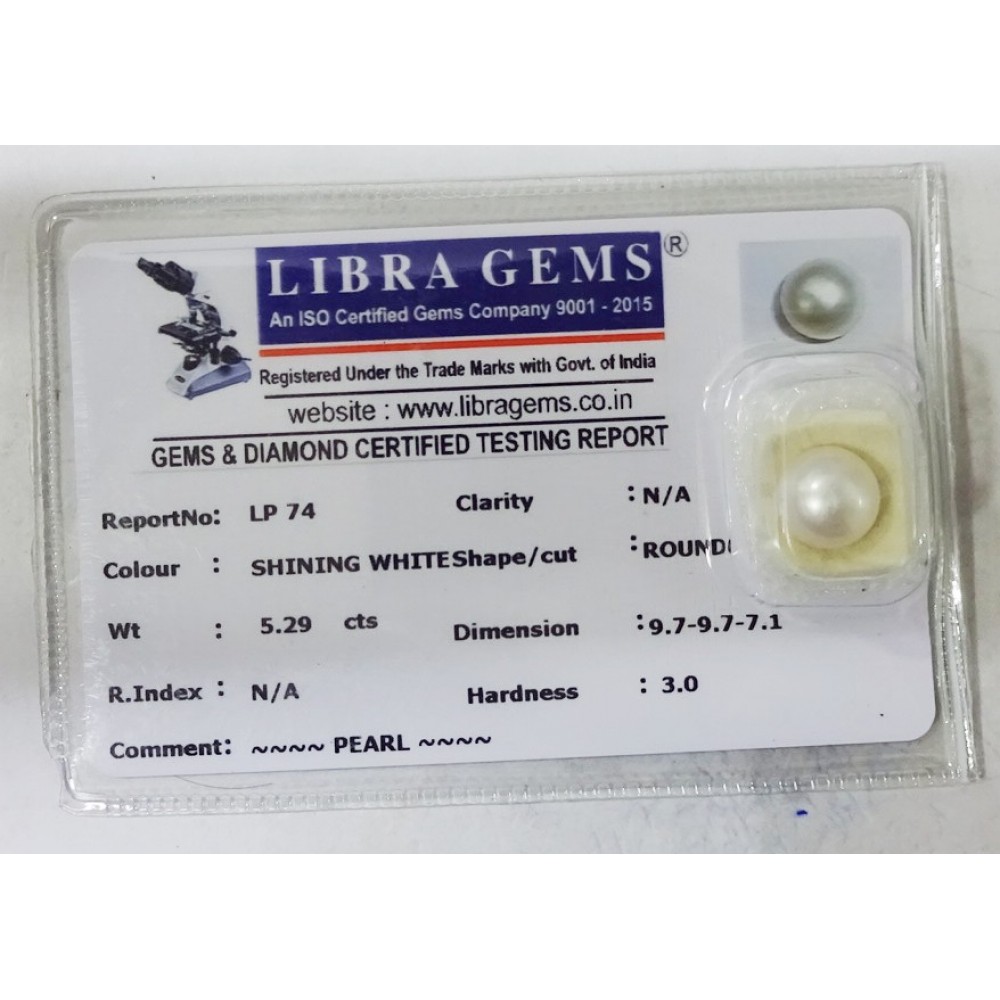 LIBRA GEMS ®
An ISO Certified Gems Company 9001 - 2015
Registered Under the Trade Marks with Govt. of India
website : www.libragems.co.in
GEMS & DIAMOND CERTIFIED TESTING REPORT
ReportNo: LP 74 Clarity : N/A
Colour : SHINING WHITE Shape/cut : ROUND
Wt : 5.29 cts Dimension : 9.7-9.7-7.1
R.Index : N/A Hardness : 3.0
Comment: ~~~~ PEARL ~~~~